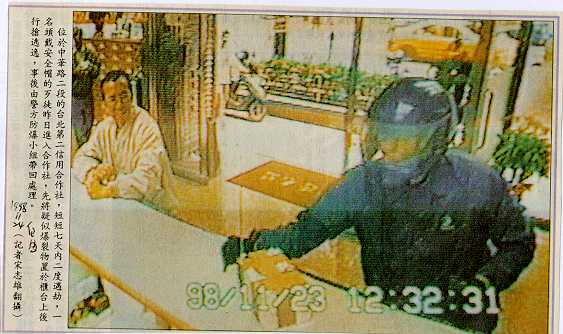 位於中華路二段的台北第二信用合作社，短短七天內二度遇劫，一
名頭戴安全帽的歹徒昨日進入合作社，先將疑似爆裂物置於櫃台上後
行搶逃逸，事後由警方防爆小組帶回處理。
（記者宋志雄翻攝）
1998
11/24
98/11/23 12:32:31